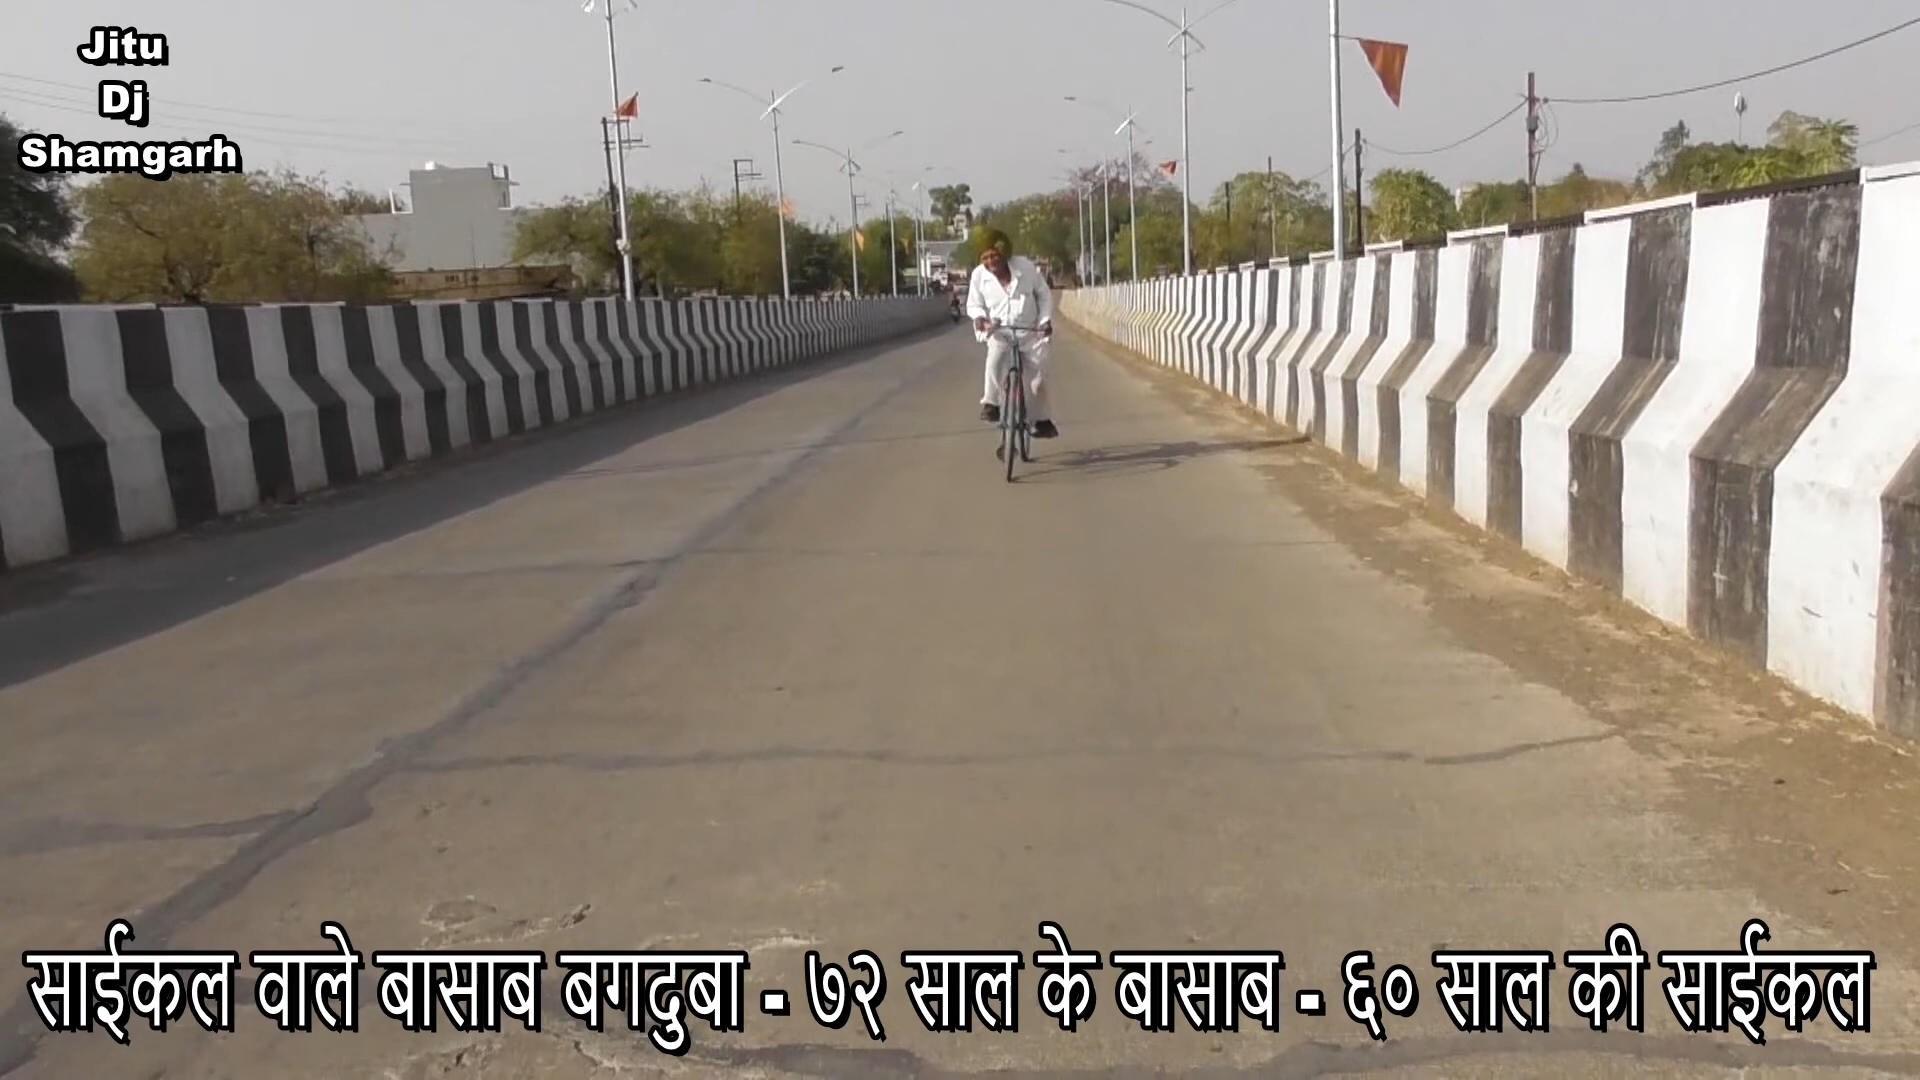 Jitu
Dj
Shamgarh
साईकल वाले बासाब बगदुबा - ७२ साल के बासाब - ६० साल की साईकल